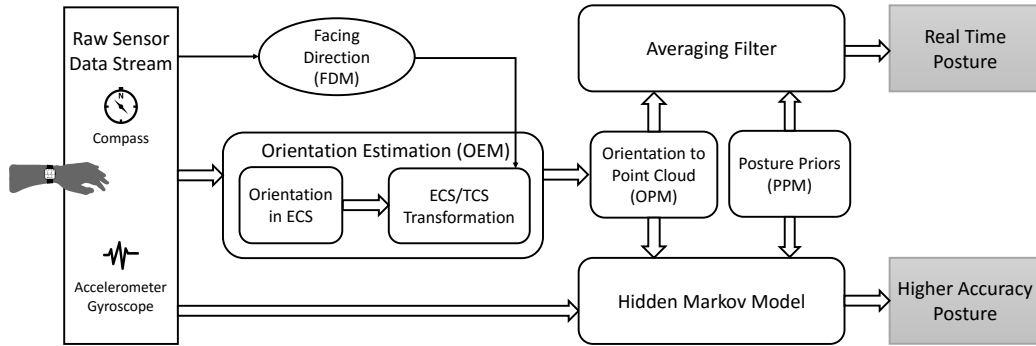 Raw Sensor
Data Stream
N
Compass
Accelerometer
Gyroscope
Facing
Direction
(FDM)
Orientation Estimation (OEM)
Orientation
in ECS
ECS/TCS
Transformation
Averaging Filter
Orientation to
Point Cloud
(OPM)
Posture Priors
(PPM)
Hidden Markov Model
Real Time
Posture
Higher Accuracy
Posture